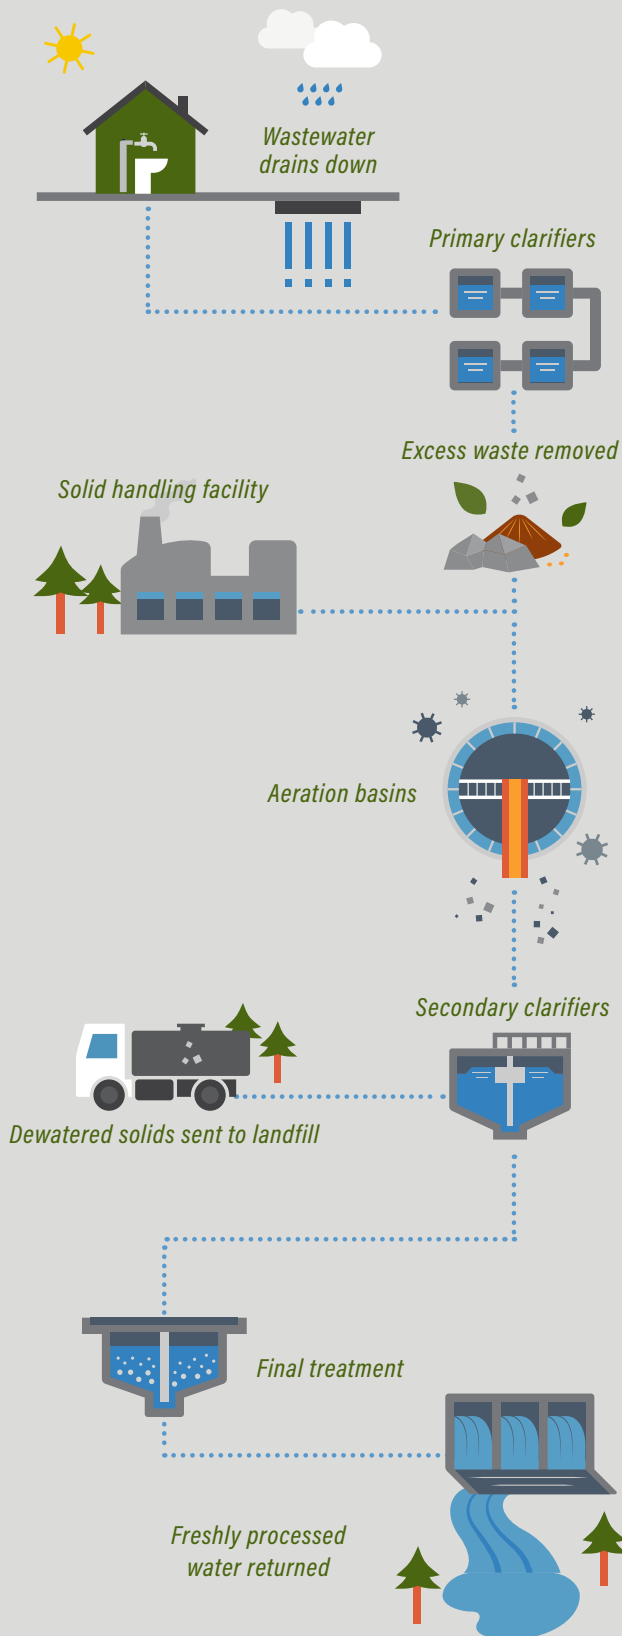 Wastewater
drains down
Primary clarifiers
Excess waste removed
Solid handling facility
Aeration basins
Secondary clarifiers
Dewatered solids sent to landfill
Final treatment
Freshly processed
water returned